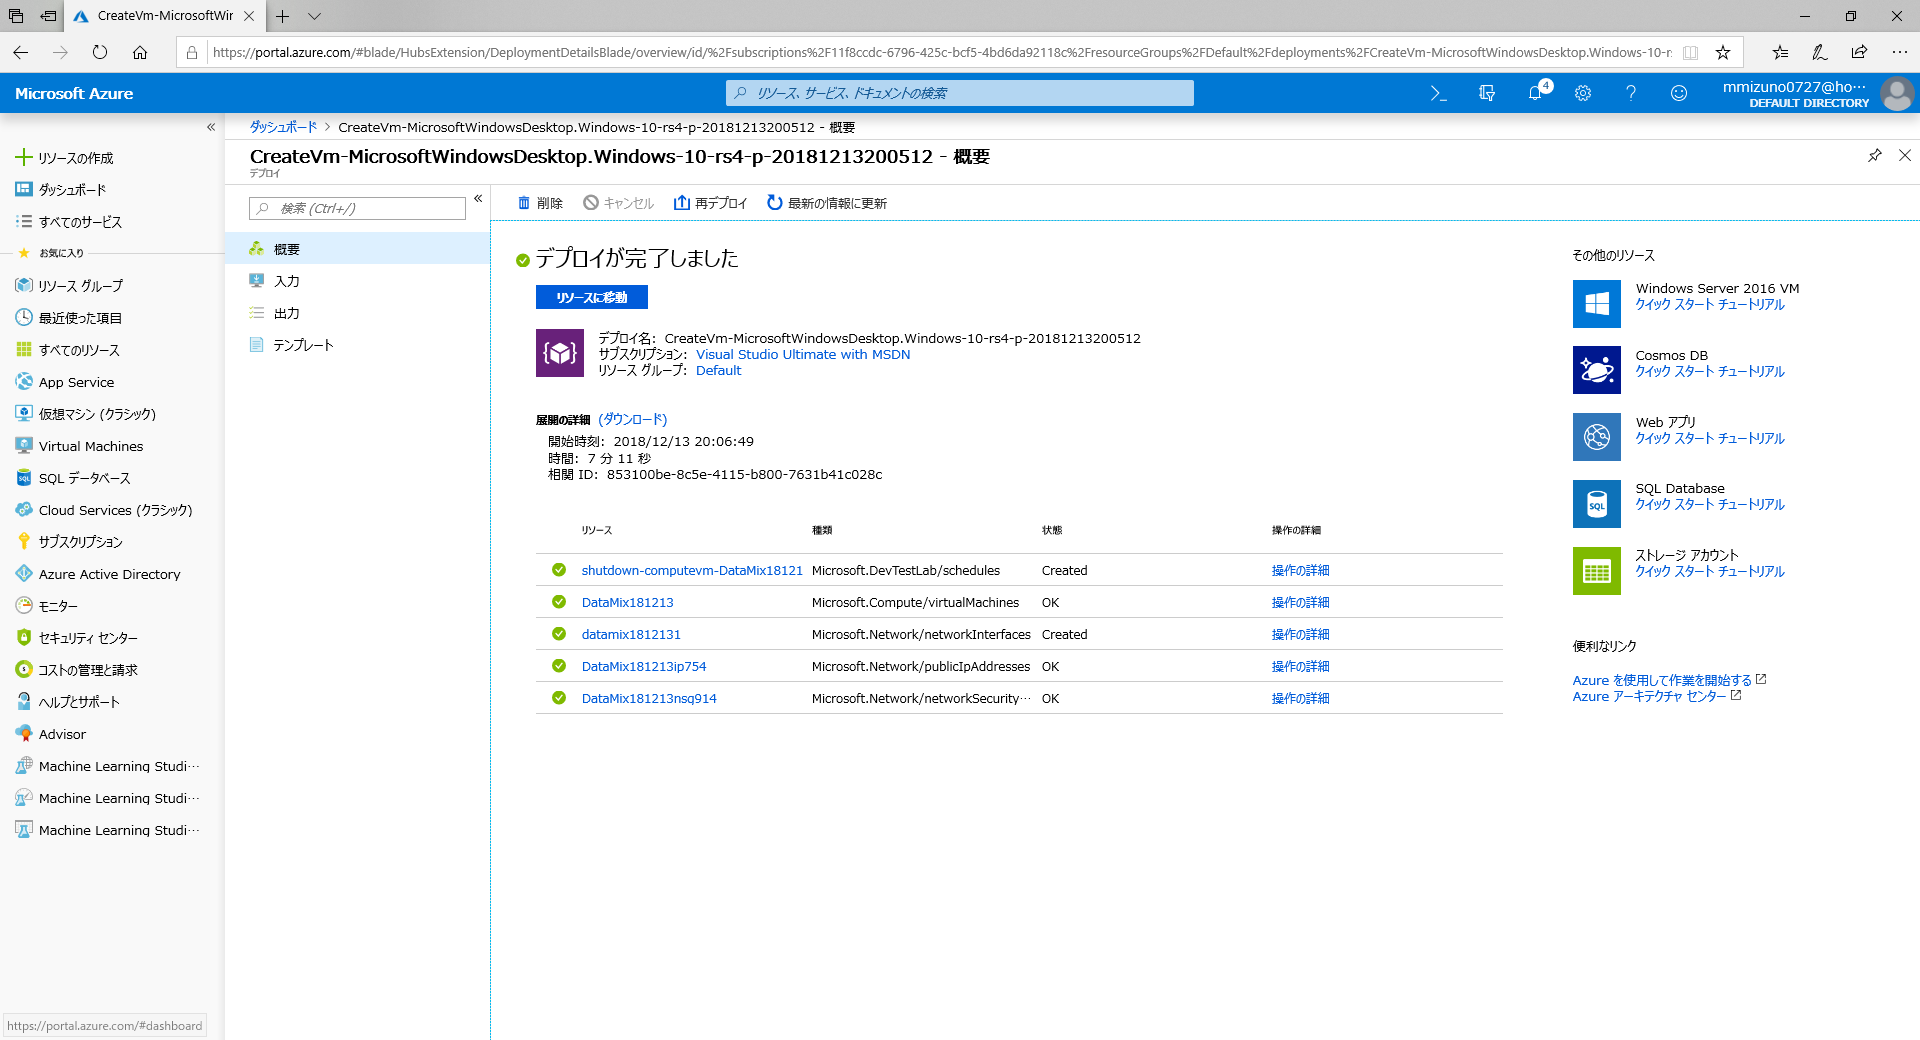 CreateVm-MicrosoftWir
https://portal.azure.com/#blade/HubsExtension/DeploymentDetailsBlade/overview/id/%2Fsubscriptions%2F11f8ccdc-6796-425c-bcf5-4bd6da92118c%2FresourceGroups%2FDefault%2Fdeployments%2FCreateVm-MicrosoftWindowsDesktop.Windows-10-rs
Microsoft Azure
リソース、サービス、ドキュメントの検索
4
mmizuno0727@ho…
DEFAULT DIRECTORY
ダッシュボード > CreateVm-MicrosoftWindowsDesktop.Windows-10-rs4-p-20181213200512 - 概要
CreateVm-MicrosoftWindowsDesktop.Windows-10-rs4-p-20181213200512 - 概要
デプロイ
リソースの作成
ダッシュボード
すべてのサービス
お気に入り
リソース グループ
最近使った項目
すべてのリソース
App Service
仮想マシン (クラシック)
Virtual Machines
SQL データベース
Cloud Services (クラシック)
サブスクリプション
Azure Active Directory
モニター
セキュリティ センター
コストの管理と請求
ヘルプとサポート
Advisor
Machine Learning Studi…
Machine Learning Studi…
Machine Learning Studi…
https://portal.azure.com/#dashboard
検索 (Ctrl+/)
概要
入力
出力
テンプレート
削除 キャンセル 再デプロイ 最新の情報に更新
デプロイが完了しました
リソースに移動
デプロイ名: CreateVm-MicrosoftWindowsDesktop.Windows-10-rs4-p-20181213200512
サブスクリプション: Visual Studio Ultimate with MSDN
リソース グループ: Default
展開の詳細 (ダウンロード)
開始時刻: 2018/12/13 20:06:49
時間: 7 分 11 秒
相関 ID: 853100be-8c5e-4115-b800-7631b41c028c
リソース 種類 状態 操作の詳細
shutdown-computevm-DataMix18121 Microsoft.DevTestLab/schedules Created 操作の詳細
DataMix181213 Microsoft.Compute/virtualMachines OK 操作の詳細
datamix1812131 Microsoft.Network/networkInterfaces Created 操作の詳細
DataMix181213ip754 Microsoft.Network/publicIpAddresses OK 操作の詳細
DataMix181213nsg914 Microsoft.Network/networkSecurity… OK 操作の詳細
その他のリソース
Windows Server 2016 VM
クイック スタート チュートリアル
Cosmos DB
クイック スタート チュートリアル
Web アプリ
クイック スタート チュートリアル
SQL
SQL Database
クイック スタート チュートリアル
ストレージ アカウント
クイック スタート チュートリアル
便利なリンク
Azure を使用して作業を開始する
Azure アーキテクチャ センター